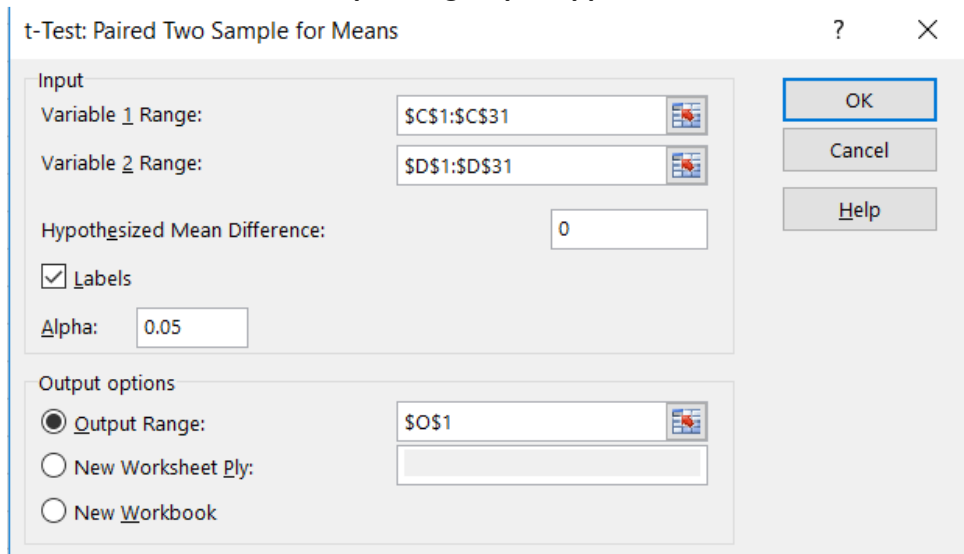 t-Test: Paired Two Sample for Means ?
Input
Variable 1 Range: $C$1:$C$31
Variable 2 Range: $D$1:$D$31
Hypothesized Mean Difference: 0
Labels
Alpha: 0.05
Output options
Output Range: $O$1
New Worksheet Ply:
New Workbook
OK
Cancel
Help